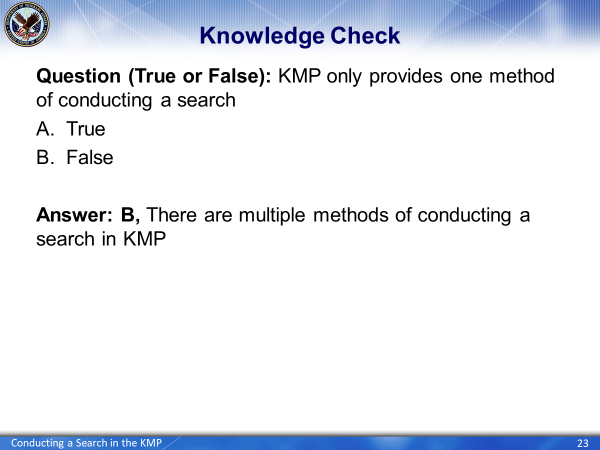 Knowledge Check
Question (True or False): KMP only provides one method
of conducting a search
A. True
B. False
Answer: B, There are multiple methods of conducting a
search in KMP
Conducting a Search in the KMP
23